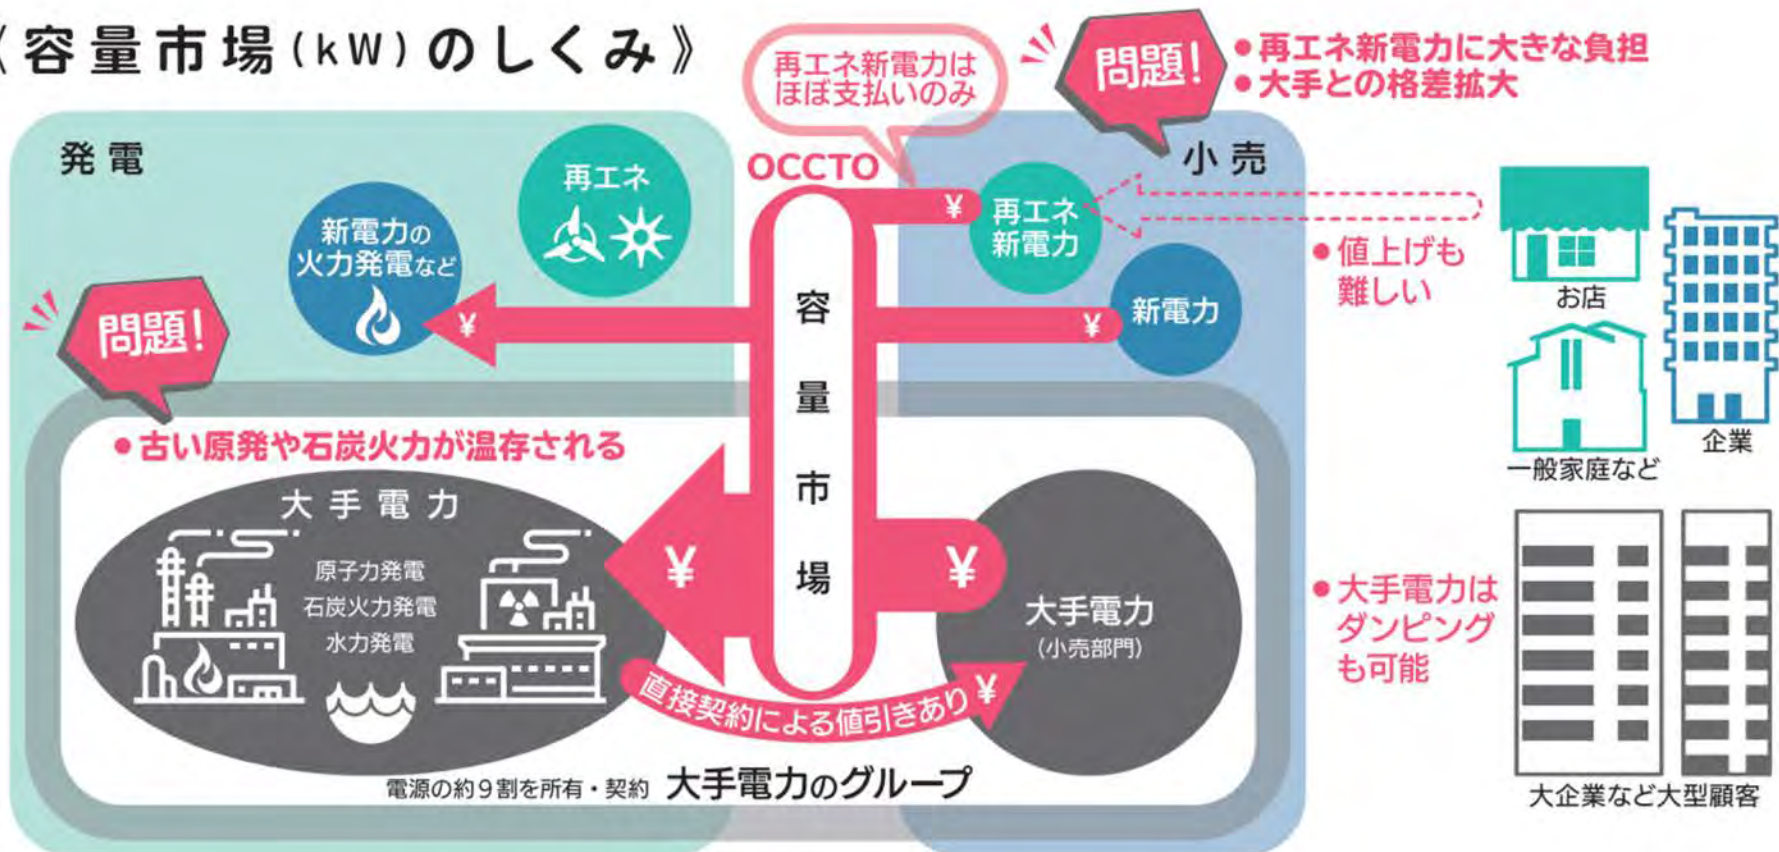 《容量市場(kW)のしくみ》
再エネ新電力は
ほぼ支払いのみ
問題!
●再エネ新電力に大きな負担
●大手との格差拡大
発電
再エネ
OCCTO
小売
新電力の
火力発電など
¥
¥
再エネ
新電力
●値上げも
難しい
お店
¥
新電力
企業
一般家庭など
問題!
●古い原発や石炭火力が温存される
容量市場
大手電力
原子力発電
石炭火力発電
水力発電
¥
¥
大手電力
(小売部門)
●大手電力は
ダンピング
も可能
直接契約による値引きあり ¥
電源の約9割を所有・契約 大手電力のグループ
大企業など大型顧客